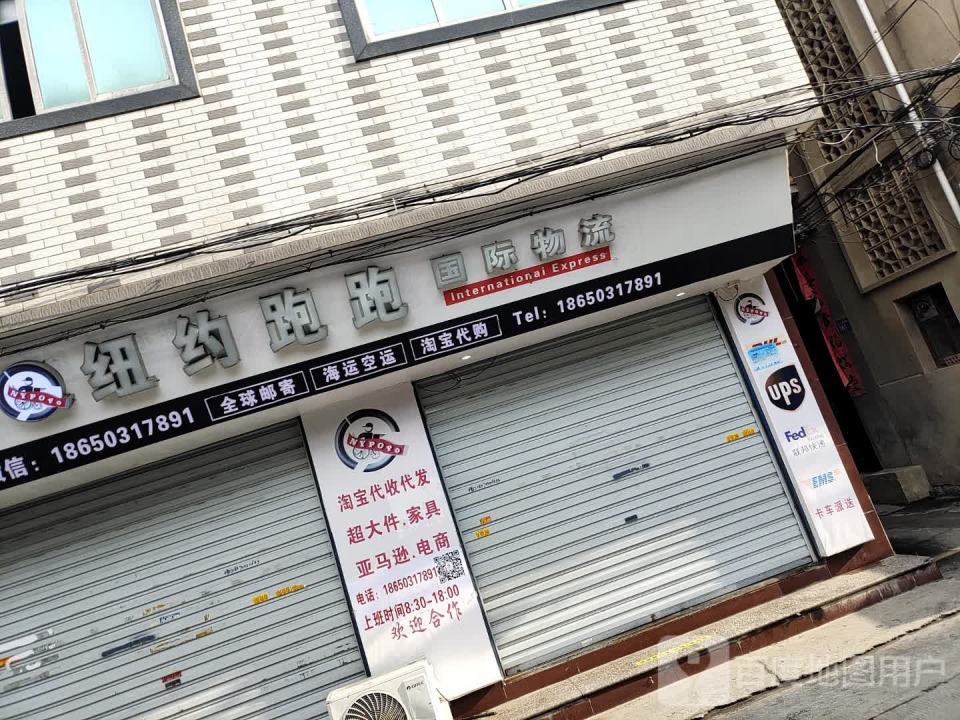 纽约跑跑 国际物流
International Express
NYPO90
信：18650317891 全球邮寄 海运空运 淘宝代购 Tel：18650317891
NYPO90
淘宝代收代发
超大件.家具
亚马逊.电商
电话：18650317891
上班时间8:30-18:00
欢迎合作
DHL
ups
FedEx
联邦快递
EMS
卡车派送
百度地图用户